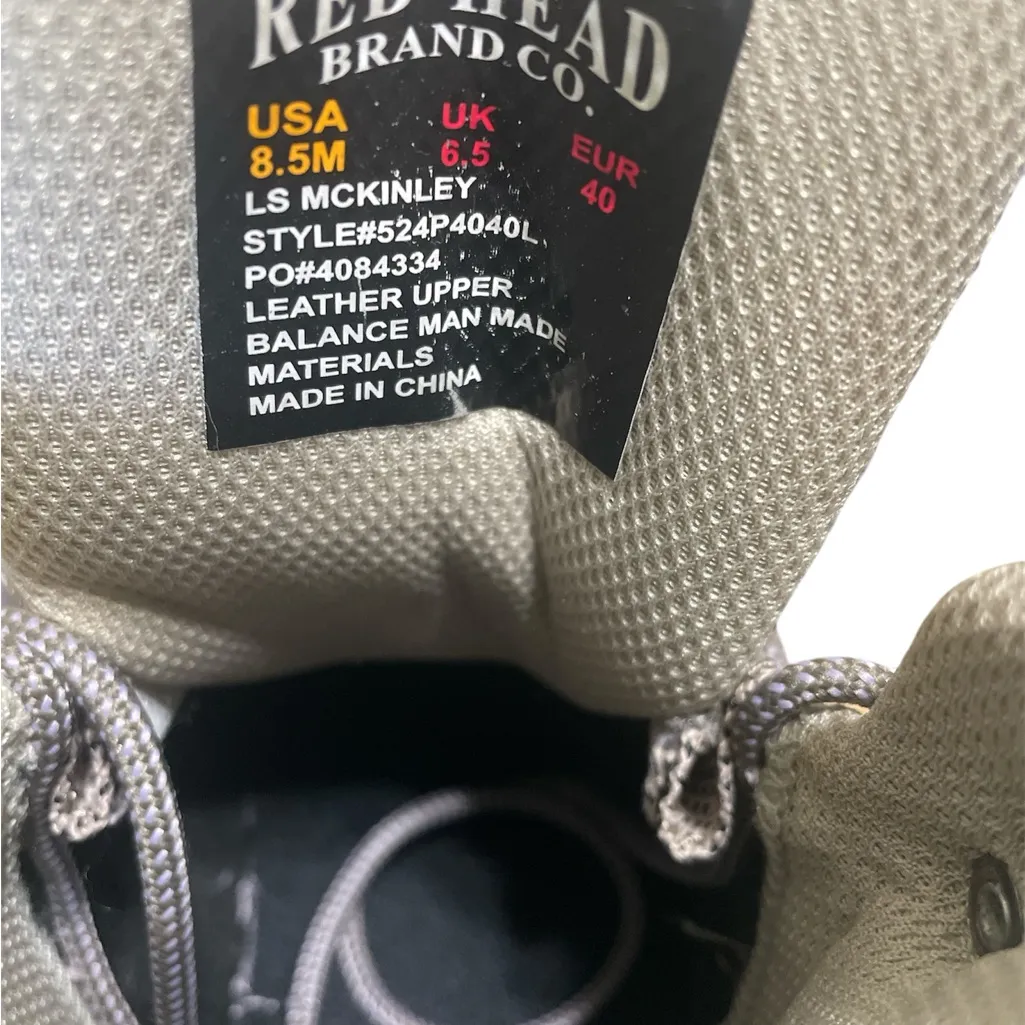 RED HEAD
BRAND CO.
USA UK EUR
8.5M 6.5 40
LS MCKINLEY
STYLE#524P4040L
PO#4084334
LEATHER UPPER
BALANCE MAN MADE
MATERIALS
MADE IN CHINA